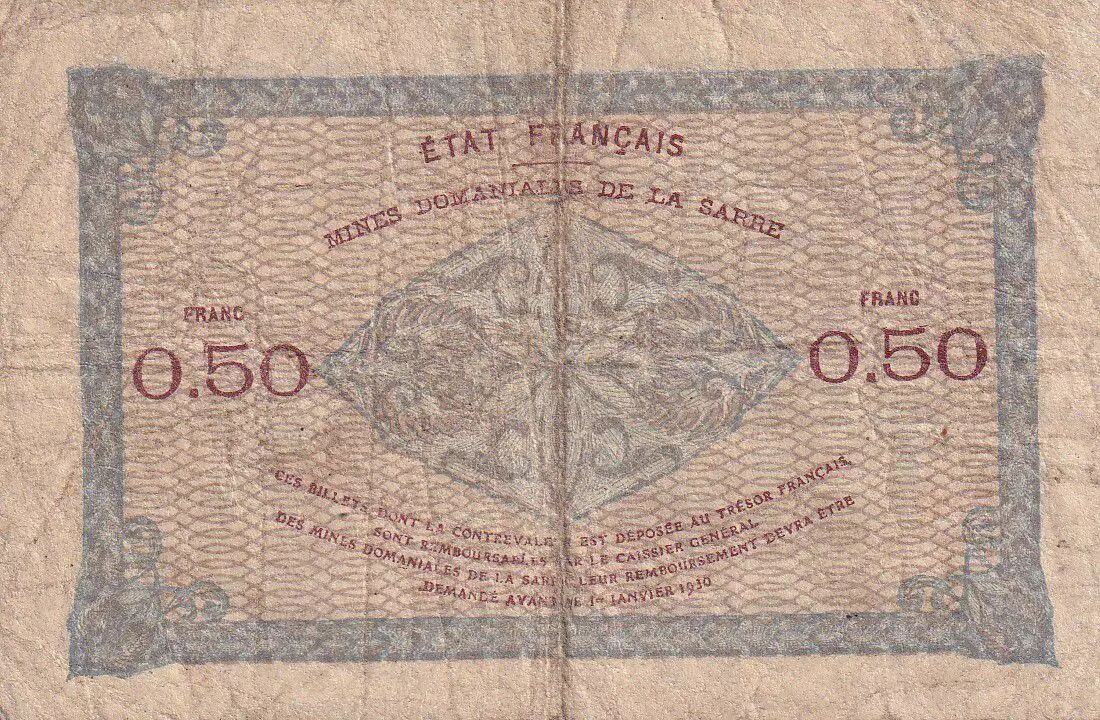 ÉTAT FRANÇAIS
MINES DOMANIALES DE LA SARRE
FRANC
0.50
FRANC
0.50
CES BILLETS, DONT LA CONTREVALEUR EST DÉPOSÉE AU TRÉSOR FRANÇAIS,
SONT REMBOURSABLES PAR LE CAISSIER GÉNÉRAL
DES MINES DOMANIALES DE LA SARRE. LEUR REMBOURSEMENT DEVRA ÊTRE
DEMANDÉ AVANT LE 1er JANVIER 1930